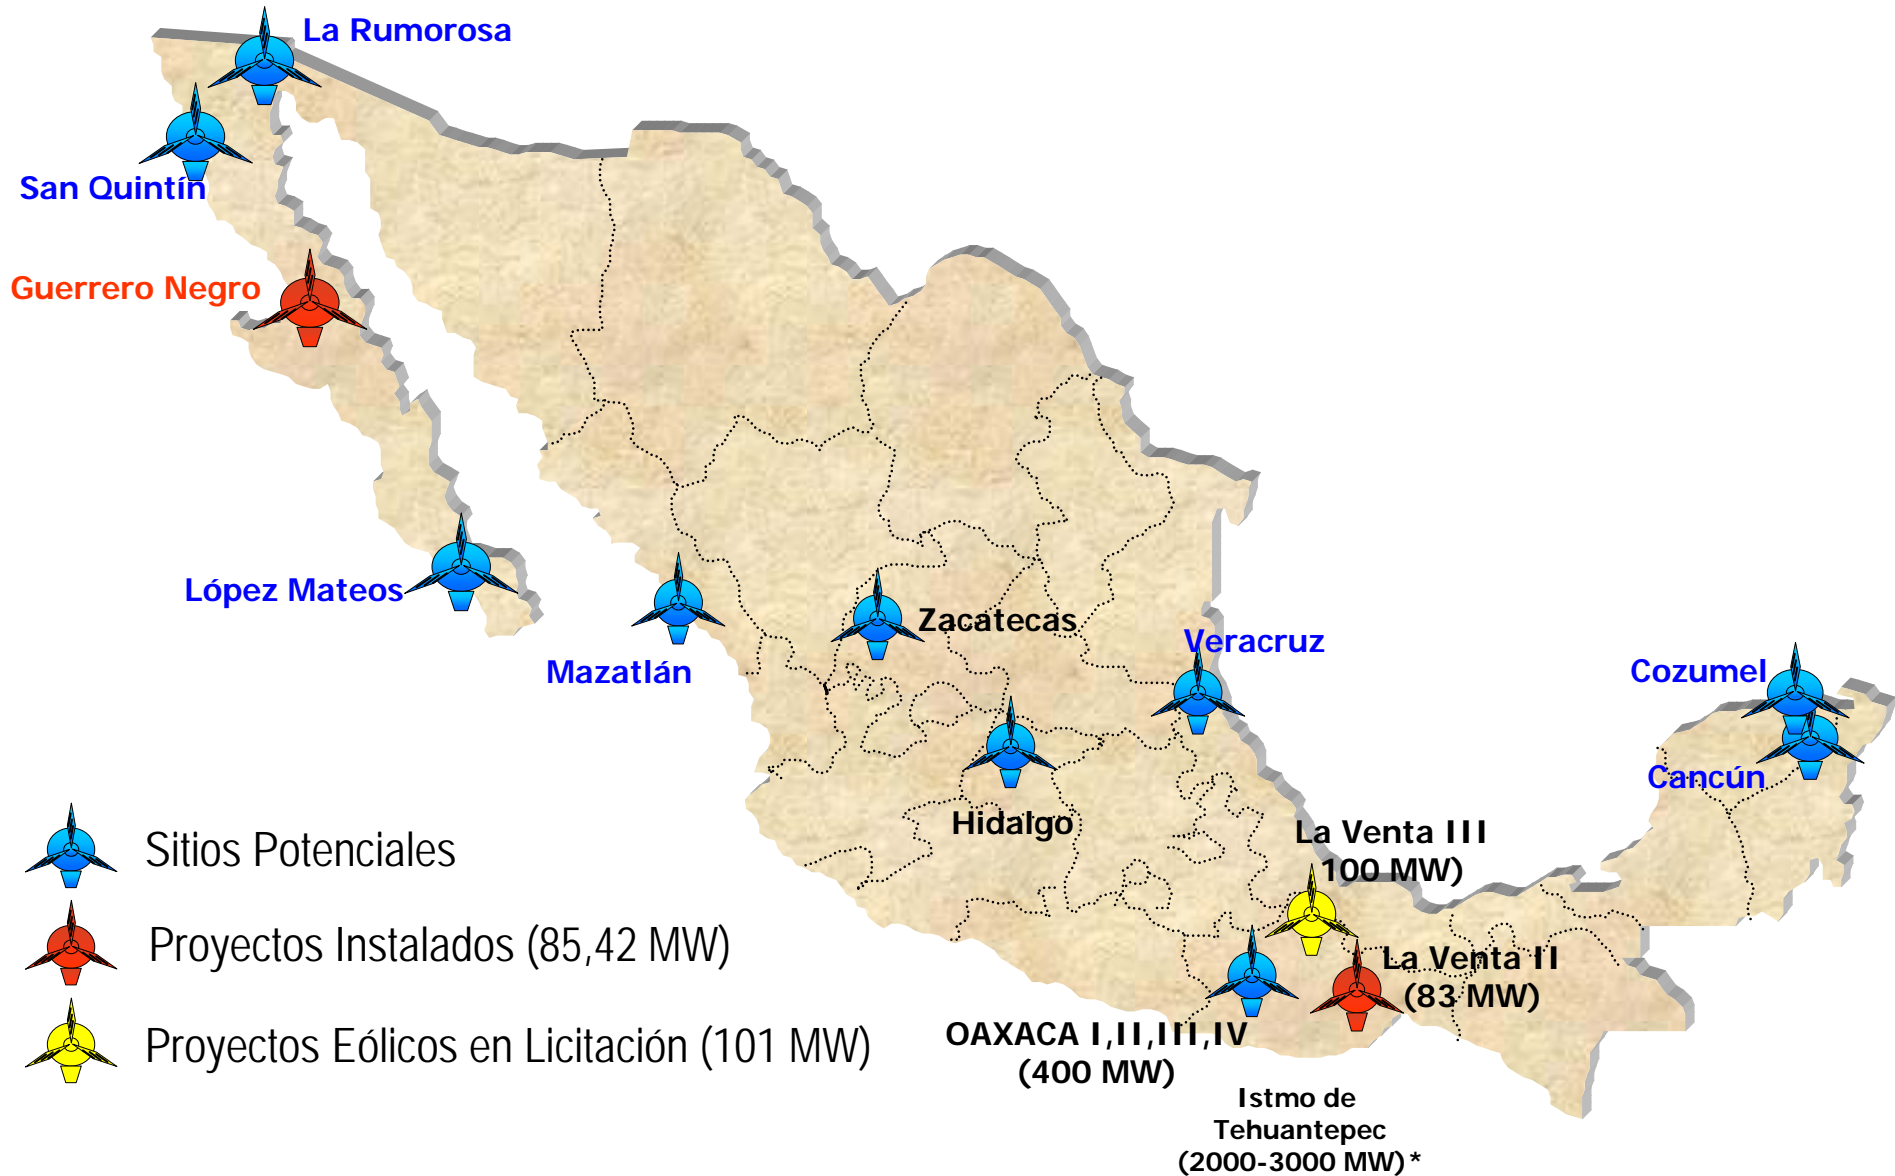 La Rumorosa
San Quintín
Guerrero Negro
López Mateos
Mazatlán
Zacatecas
Veracruz
Cozumel
Cancún
Hidalgo
La Venta III
100 MW)
La Venta II
(83 MW)
OAXACA I,II,III,IV
(400 MW)
Istmo de
Tehuantepec
(2000-3000 MW)*
Sitios Potenciales
Proyectos Instalados (85,42 MW)
Proyectos Eólicos en Licitación (101 MW)